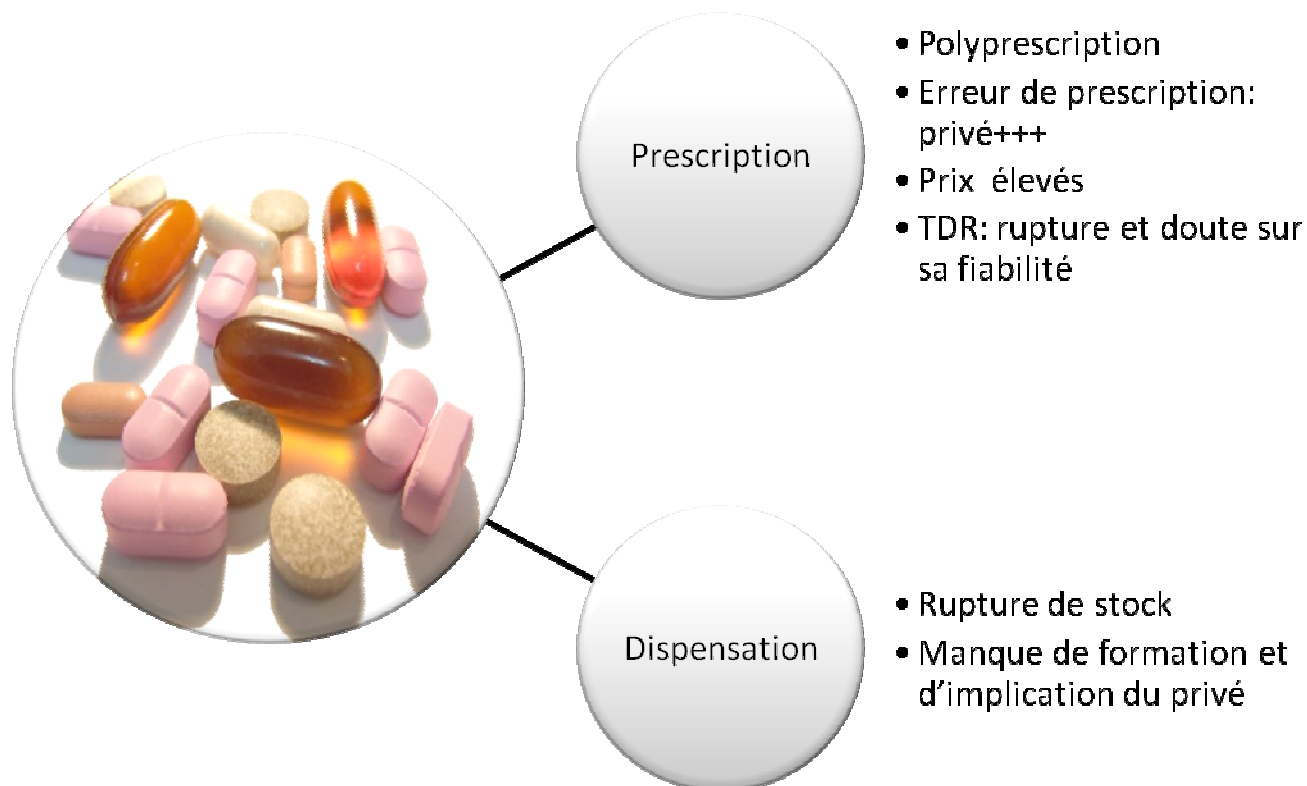 Prescription
• Polyprescription
• Erreur de prescription:
privé+++
• Prix élevés
• TDR: rupture et doute sur
sa fiabilité
Dispensation
• Rupture de stock
• Manque de formation et
d’implication du privé